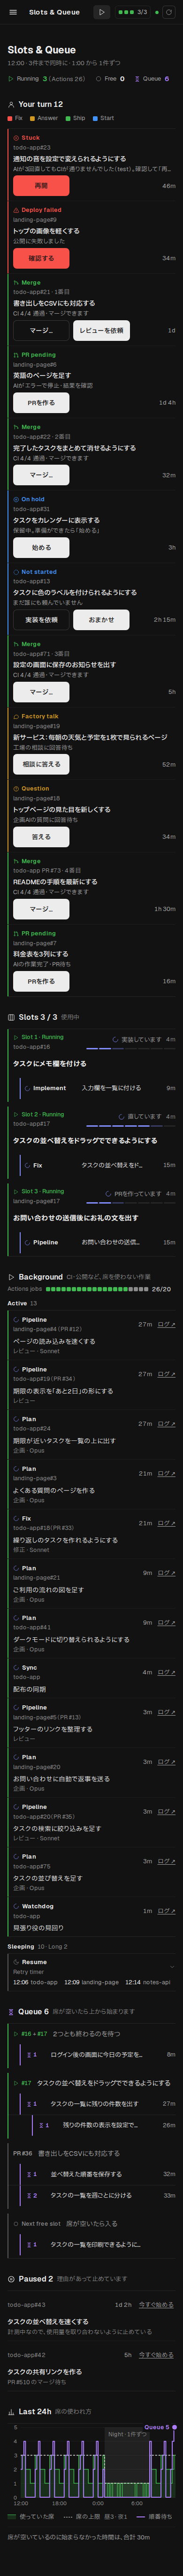 Slots & Queue
3/3
Slots & Queue
12:00 · 3件まで同時に · 1:00 から 1件ずつ
Running 3 (Actions 26) Free 0 Queue 6
Your turn 12
Fix Answer Ship Start
Stuck
todo-app#23
通知の音を設定で変えられるようにする
再開
46m
Deploy failed
landing-page#9
トップの画像を軽くする
公開に失敗しました
確認する
34m
Merge
todo-app#21 · 1番目
書き出しをCSVにも対応する
CI 4/4 通過 · マージできます
マージ…
レビューを依頼
1d
PR pending
landing-page#6
英語のページを足す
AIがエラーで停止 · 結果を確認
PRを作る
1d 4h
Merge
todo-app#22 · 2番目
完了したタスクをまとめて消せるようにする
CI 4/4 通過 · マージできます
マージ…
32m
On hold
todo-app#31
タスクをカレンダーに表示する
保留中。準備ができたら「始める」
始める
3h
Not started
todo-app#13
タスクに色のラベルを付けられるようにする
まだ誰にも頼んでいません
実装を依頼
おまかせ
2h 15m
Merge
todo-app#71 · 3番目
設定の画面に保存のお知らせを出す
CI 4/4 通過 · マージできます
マージ…
5h
Factory talk
landing-page#19
新サービス：毎朝の天気と予定を1枚で見られるページ
工場の相談に回答待ち
相談に答える
52m
Question
landing-page#18
トップページの見た目を新しくする
企画AIの質問に回答待ち
答える
34m
Merge
todo-app PR #73 · 4番目
READMEの手順を最新にする
CI 4/4 通過 · マージできます
マージ…
1h 30m
PR pending
landing-page#7
料金表を3列にする
AIの作業完了 · PR待ち
PRを作る
16m
Slots 3 / 3 使用中
Slot 1 · Running
実装しています 4m
todo-app#16
タスクにメモ欄を付ける
Implement 入力欄を一覧に付ける 9m
Slot 2 · Running
直しています 4m
todo-app#17
タスクの並べ替えをドラッグでできるようにする
Fix タスクの並べ替えをド… 15m
Slot 3 · Running
PRを作っています 4m
landing-page#17
お問い合わせの送信後にお礼の文を出す
Pipeline お問い合わせの送信… 15m
Background CI · 公開など、席を使わない作業
Actions jobs 26/20
Active 13
Pipeline
27m ログ↗
landing-page#4 (PR #12)
ページの読み込みを速くする
レビュー · Sonnet
Pipeline
27m ログ↗
todo-app#19 (PR #34)
期限の表示を「あと2日」の形にする
レビュー
Plan
27m ログ↗
todo-app#24
期限が近いタスクを一覧の上に出す
企画 · Opus
Plan
21m ログ↗
landing-page#3
よくある質問のページを作る
企画 · Opus
Fix
21m ログ↗
todo-app#18 (PR #33)
繰り返しのタスクを作れるようにする
修正 · Sonnet
Plan
9m ログ↗
landing-page#21
ご利用の流れの図を足す
企画 · Opus
Plan
9m ログ↗
todo-app#41
ダークモードに切り替えられるようにする
企画 · Opus
Sync
4m ログ↗
todo-app
配布の同期
Pipeline
3m ログ↗
landing-page#5 (PR #13)
フッターのリンクを整理する
レビュー
Plan
3m ログ↗
landing-page#20
お問い合わせに自動で返事を送る
企画 · Opus
Pipeline
3m ログ↗
todo-app#20 (PR #35)
タスクの検索に絞り込みを足す
レビュー · Sonnet
Plan
3m ログ↗
todo-app#75
タスクの並び替えを足す
企画 · Opus
Watchdog
1m ログ↗
todo-app
見張り役の見回り
Sleeping 10 · Long 2
Resume
Retry timer
12:06 todo-app 12:09 landing-page 12:14 notes-api
Queue 6 席が空いたら上から始まります
#16 + #17 2つとも終わるのを待つ
1 ログイン後の画面に今日の予定を… 8m
#17 タスクの並べ替えをドラッグでできるようにする
1 タスクの一覧に残りの件数を出す 27m
1 残りの件数の表示を設定で… 26m
PR #36 書き出しをCSVにも対応する
1 並べ替えた順番を保存する 32m
2 タスクの一覧を週ごとに分ける 33m
Next free slot 席が空いたら入る
1 タスクの一覧を印刷できるように…
Paused 2 理由があって止めています
todo-app#43
1d 2h 今すぐ始める
タスクの並べ替えを速くする
計測中なので、使用量を取り合わないように止めている
todo-app#42
5h 今すぐ始める
タスクの共有リンクを作る
PR #510 のマージ待ち
Last 24h 席の使われ方
Queue 5
Night · 1件ずつ
5
4
3
2
1
0
12:00 18:00 0:00 6:00
使っていた席 席の上限 昼3 · 夜1 順番待ち
席が空いているのに始まらなかった時間は、合計 30m